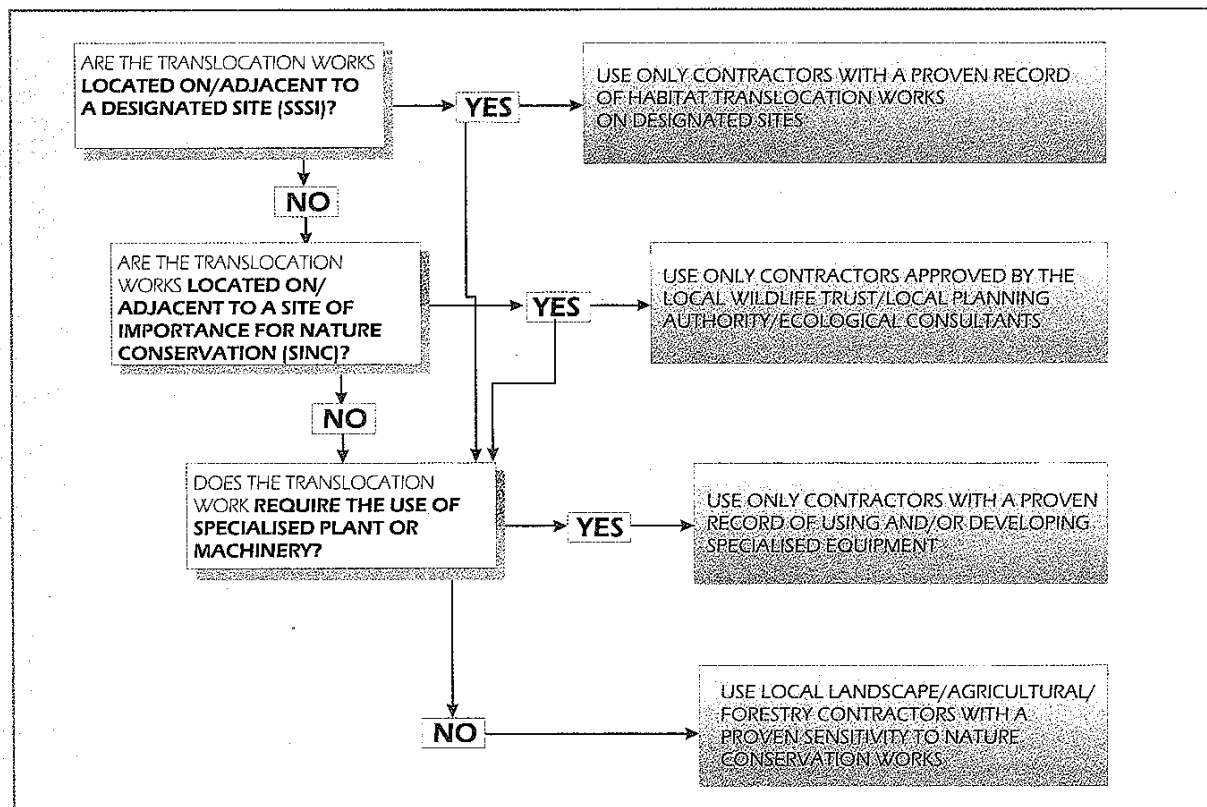 ARE THE TRANSLOCATION WORKS
LOCATED ON/ADJACENT TO
A DESIGNATED SITE (SSSI)?
YES
USE ONLY CONTRACTORS WITH A PROVEN RECORD
OF HABITAT TRANSLOCATION WORKS
ON DESIGNATED SITES
NO
ARE THE TRANSLOCATION
WORKS LOCATED ON/
ADJACENT TO A SITE OF
IMPORTANCE FOR NATURE
CONSERVATION (SINC)?
YES
USE ONLY CONTRACTORS APPROVED BY THE
LOCAL WILDLIFE TRUST/LOCAL PLANNING
AUTHORITY/ECOLOGICAL CONSULTANTS
NO
DOES THE TRANSLOCATION
WORK REQUIRE THE USE OF
SPECIALISED PLANT OR
MACHINERY?
YES
USE ONLY CONTRACTORS WITH A PROVEN
RECORD OF USING AND/OR DEVELOPING
SPECIALISED EQUIPMENT
NO
USE LOCAL LANDSCAPE/AGRICULTURAL/
FORESTRY CONTRACTORS WITH A
PROVEN SENSITIVITY TO NATURE
CONSERVATION WORKS